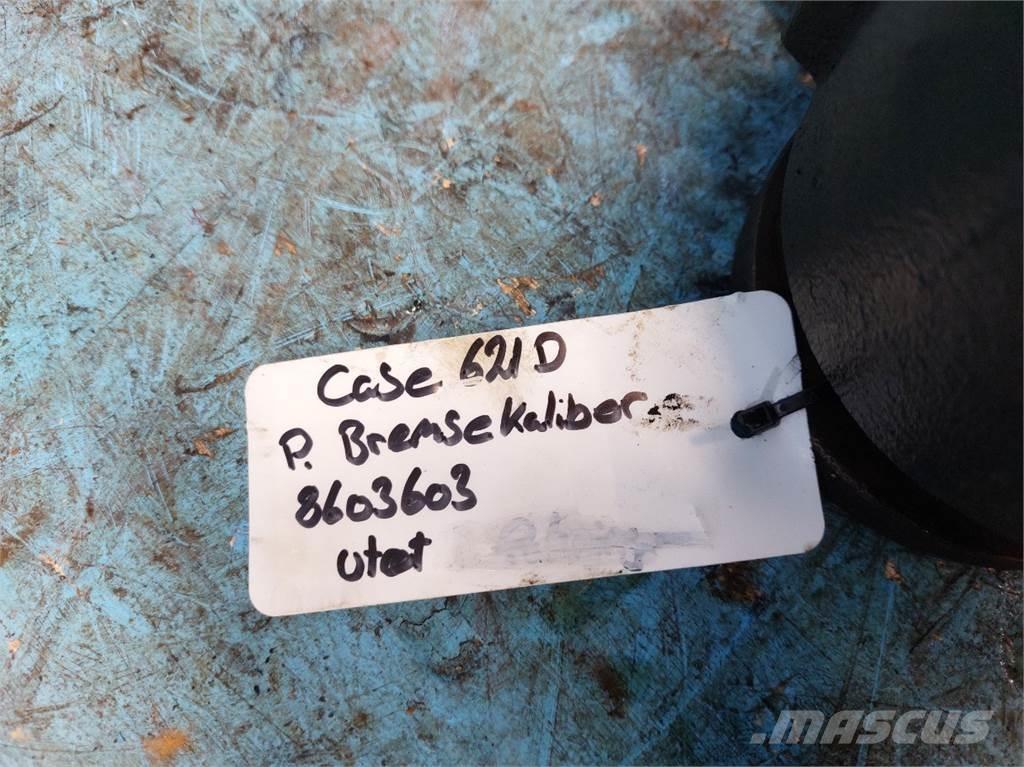 Case 621D
P. Bremsekaliber
8603603
utet
MASCUS